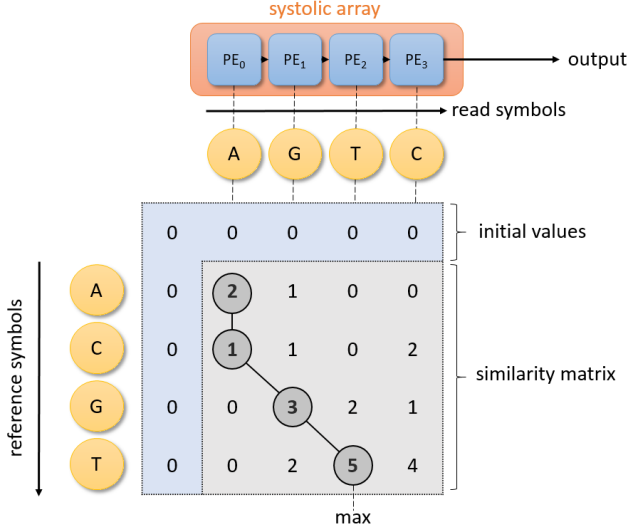 systolic array
PE0 PE1 PE2 PE3 output
read symbols
A G T C
0 0 0 0 0 initial values
A 0 2 1 0 0
C 0 1 1 0 2
similarity matrix
G 0 0 3 2 1
T 0 0 2 5 4
reference symbols
max